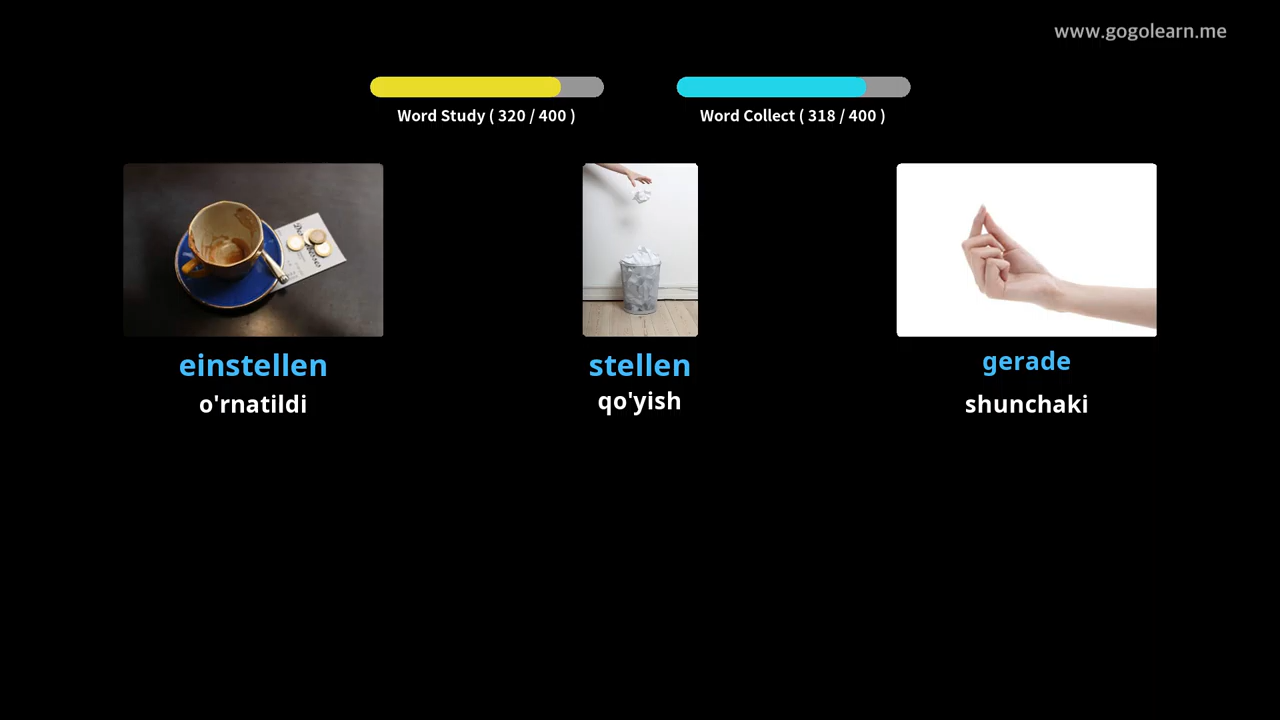 www.gogolearn.me
Word Study ( 320 / 400 )
Word Collect ( 318 / 400 )
einstellen
o'rnatildi
stellen
qo'yish
gerade
shunchaki